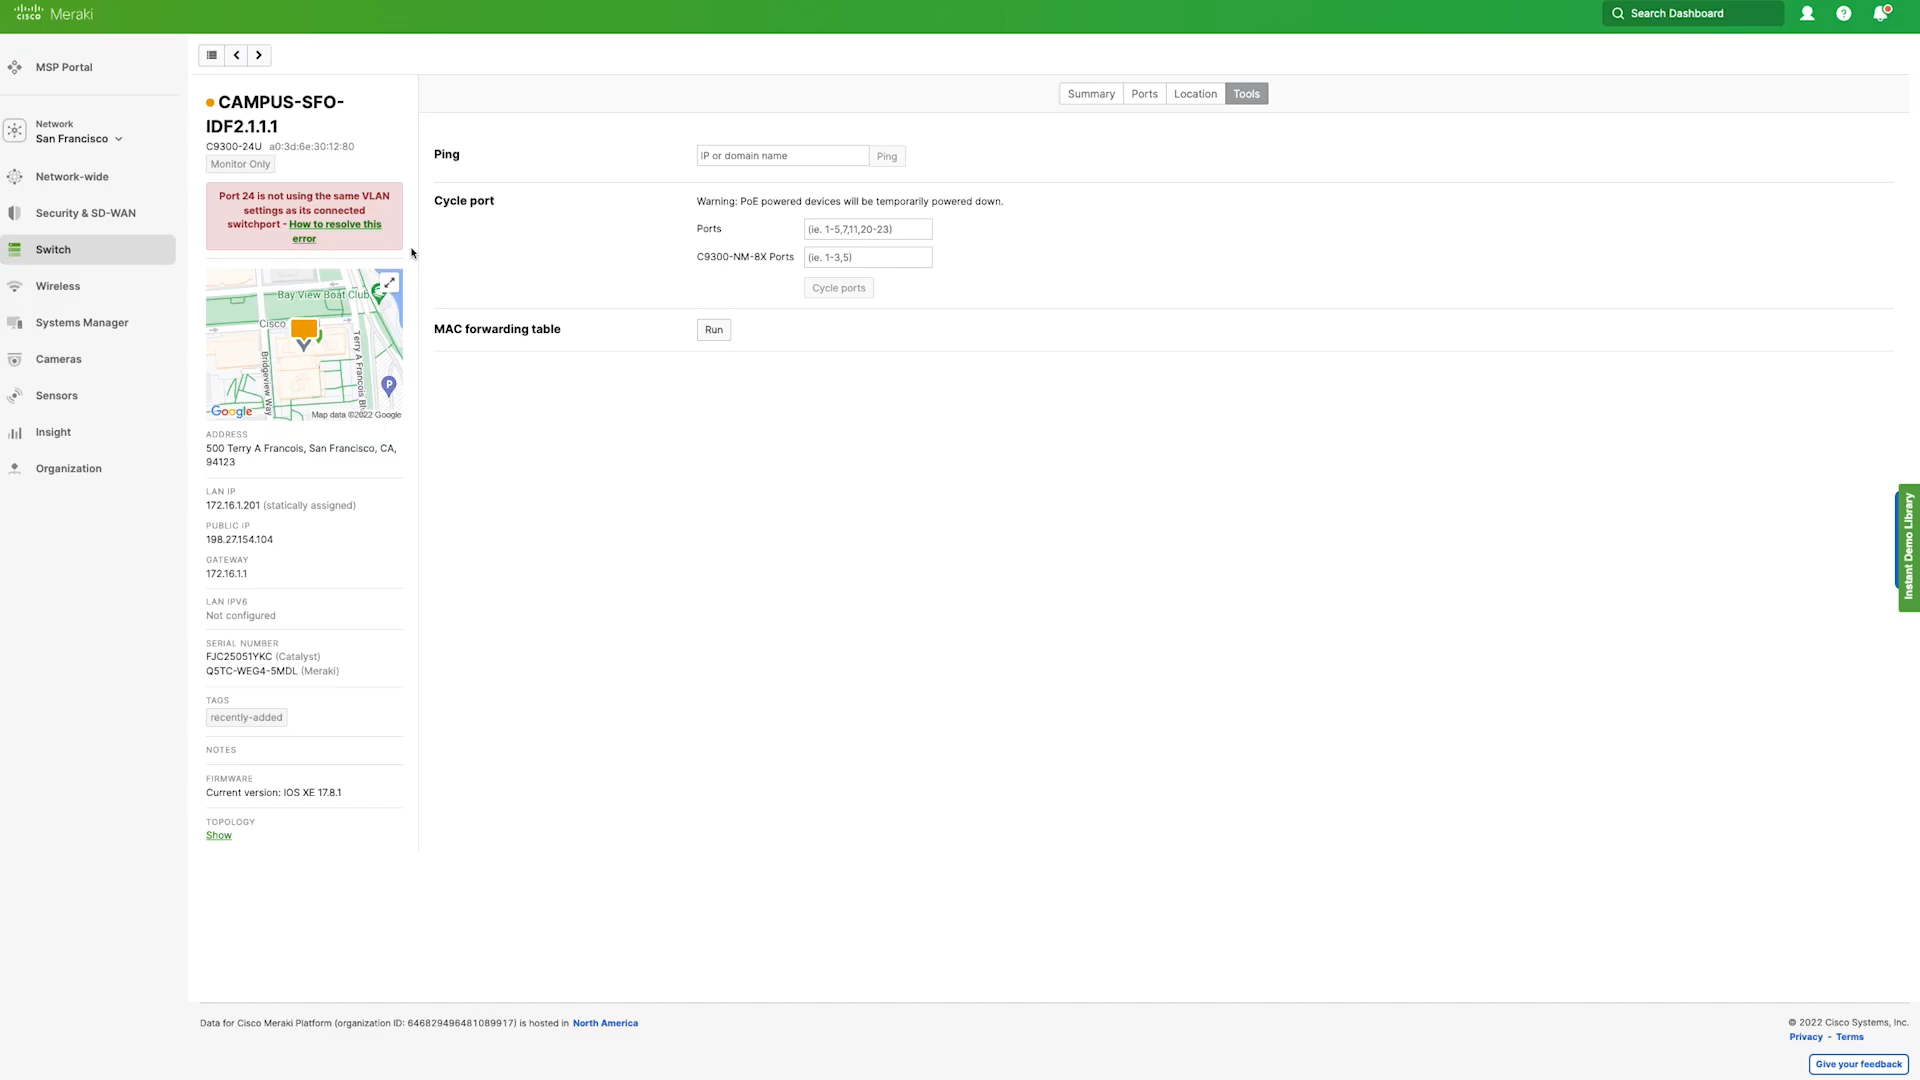 CISCO Meraki
Search Dashboard
MSP Portal
Network
San Francisco
Network-wide
Security & SD-WAN
Switch
Wireless
Systems Manager
Cameras
Sensors
Insight
Organization
CAMPUS-SFO-
IDF2.1.1.1
C9300-24U a0:3d:6e:30:12:80
Monitor Only
Port 24 is not using the same VLAN
settings as its connected
switchport - How to resolve this
error
Bay View Boat Club
Cisco
Bridgeview Way
Terry A Francois Bl
P
Google
Map data ©2022 Google
ADDRESS
500 Terry A Francois, San Francisco, CA,
94123
LAN IP
172.16.1.201 (statically assigned)
PUBLIC IP
198.27.154.104
GATEWAY
172.16.1.1
LAN IPV6
Not configured
SERIAL NUMBER
FJC25051YKC (Catalyst)
Q5TC-WEG4-5MDL (Meraki)
TAGS
recently-added
NOTES
FIRMWARE
Current version: IOS XE 17.8.1
TOPOLOGY
Show
Summary Ports Location Tools
Ping
IP or domain name Ping
Cycle port
Warning: PoE powered devices will be temporarily powered down.
Ports (ie. 1-5,7,11,20-23)
C9300-NM-8X Ports (ie. 1-3,5)
Cycle ports
MAC forwarding table
Run
Instant Demo Library
Data for Cisco Meraki Platform (organization ID: 646829496481089917) is hosted in North America
© 2022 Cisco Systems, Inc.
Privacy - Terms
Give your feedback